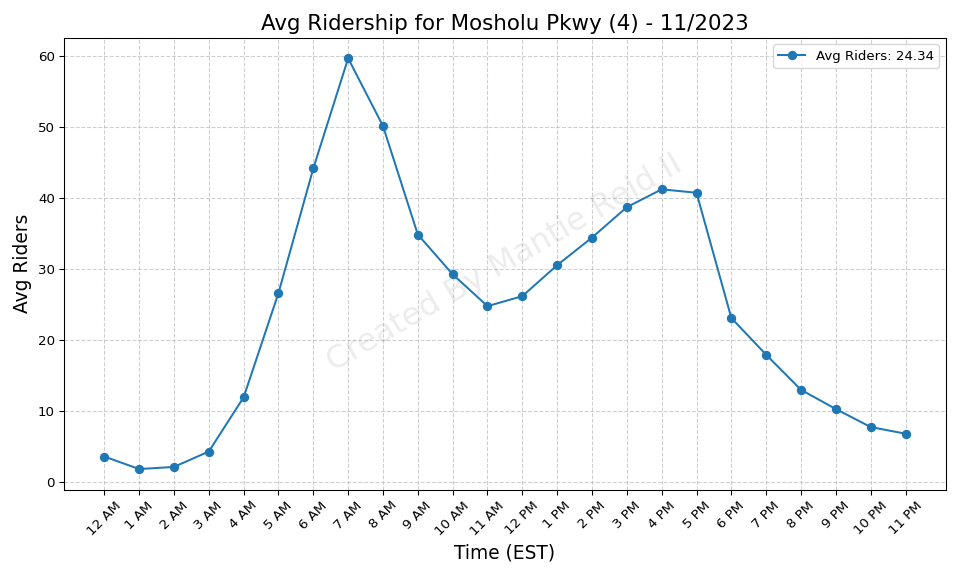 Avg Ridership for Mosholu Pkwy (4) - 11/2023
Avg Riders: 24.34
60
50
40
30
20
10
0
Avg Riders
Created By Mantie Reid II
12 AM
1 AM
2 AM
3 AM
4 AM
5 AM
6 AM
7 AM
8 AM
9 AM
10 AM
11 AM
12 PM
1 PM
2 PM
3 PM
4 PM
5 PM
6 PM
7 PM
8 PM
9 PM
10 PM
11 PM
Time (EST)